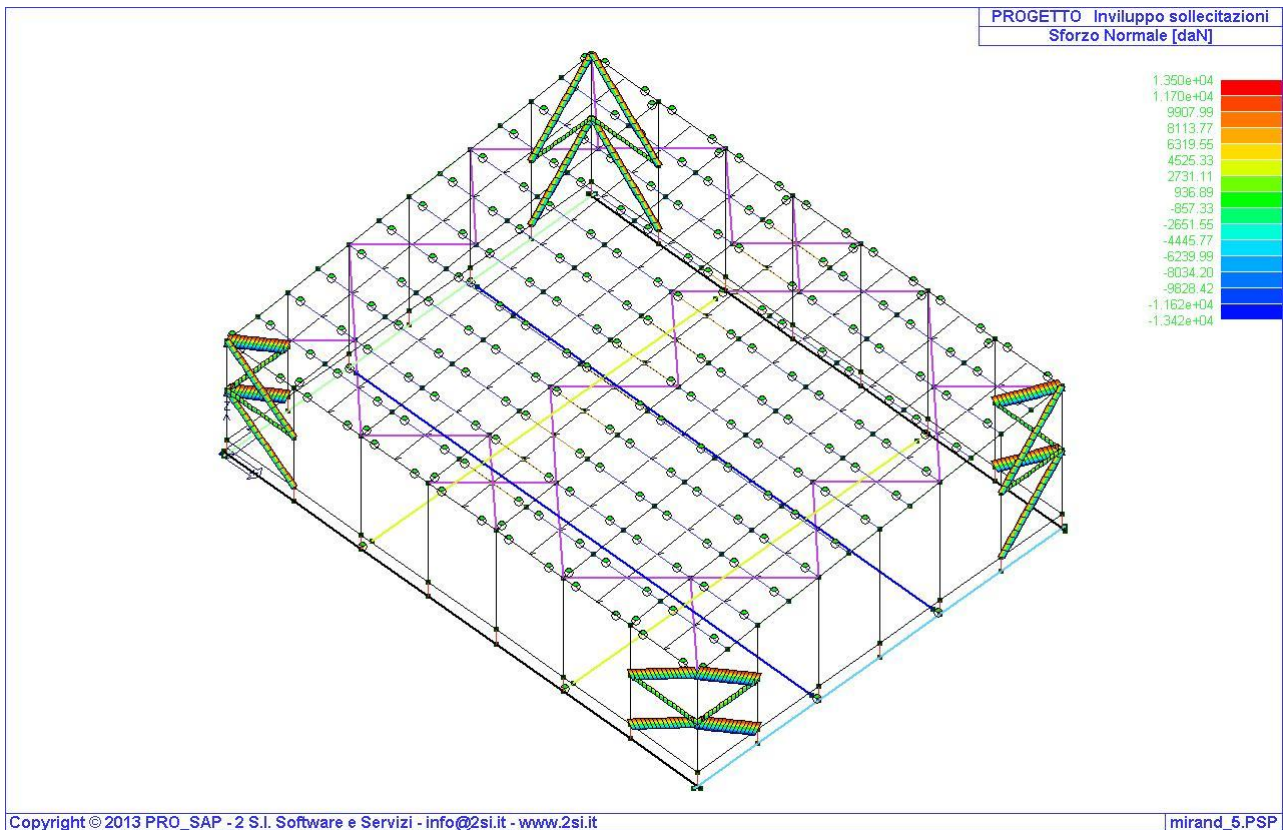 PROGETTO Inviluppo sollecitazioni
Sforzo Normale [daN]
1.350e+04
1.170e+04
9907.99
8113.77
6319.55
4525.33
2731.11
936.89
-857.33
-2651.55
-4445.77
-6239.99
-8034.20
-9828.42
-1.162e+04
-1.342e+04
Copyright © 2013 PRO_SAP - 2 S.I. Software e Servizi - info@2si.it - www.2si.it
mirand_5.PSP